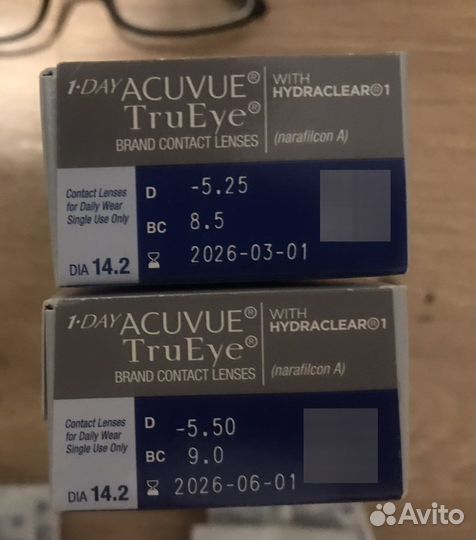 1·DAY ACUVUE® TruEye®
BRAND CONTACT LENSES
WITH HYDRACLEAR®1
(narafilcon A)
Contact Lenses
for Daily Wear
Single Use Only
DIA 14.2
D -5.25
BC 8.5
2026-03-01
1·DAY ACUVUE® TruEye®
BRAND CONTACT LENSES
WITH HYDRACLEAR®1
(narafilcon A)
Contact Lenses
for Daily Wear
Single Use Only
DIA 14.2
D -5.50
BC 9.0
2026-06-01
Avito